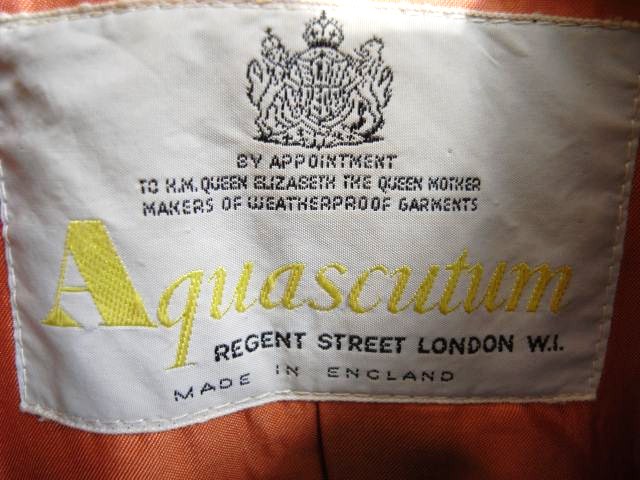 BY APPOINTMENT
TO H.M. QUEEN ELIZABETH THE QUEEN MOTHER
MAKERS OF WEATHERPROOF GARMENTS
Aquascutum
REGENT STREET LONDON W.I.
MADE IN ENGLAND